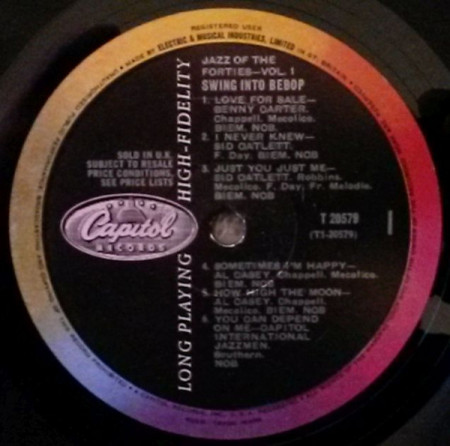 REGISTERED USER
MADE BY ELECTRIC & MUSICAL INDUSTRIES, LIMITED IN GT. BRITAIN
JAZZ OF THE
FORTIES—VOL. 1
SWING INTO BEBOP
1. LOVE FOR SALE—
BENNY CARTER.
Chappell. Mecolico.
BIEM. NCB.
2. I NEVER KNEW—
SID CATLETT.
F. Day. BIEM. NCB
3. JUST YOU JUST ME—
SID CATLETT. Robbins.
Mecolico. F. Day. Fr. Melodie.
BIEM. NCB
SOLD IN U.K.
SUBJECT TO RESALE
PRICE CONDITIONS,
SEE PRICE LISTS
LONG PLAYING HIGH-FIDELITY
Capitol
RECORDS
T 20579
(T1-20579)
1
4. SOMETIMES I'M HAPPY—
AL CASEY. Chappell. Mecolico.
BIEM. NCB
5. HOW HIGH THE MOON—
AL CASEY. Chappell.
Mecolico. BIEM. NCB
6. YOU CAN DEPEND
ON ME—CAPITOL
INTERNATIONAL
JAZZMEN.
NCB